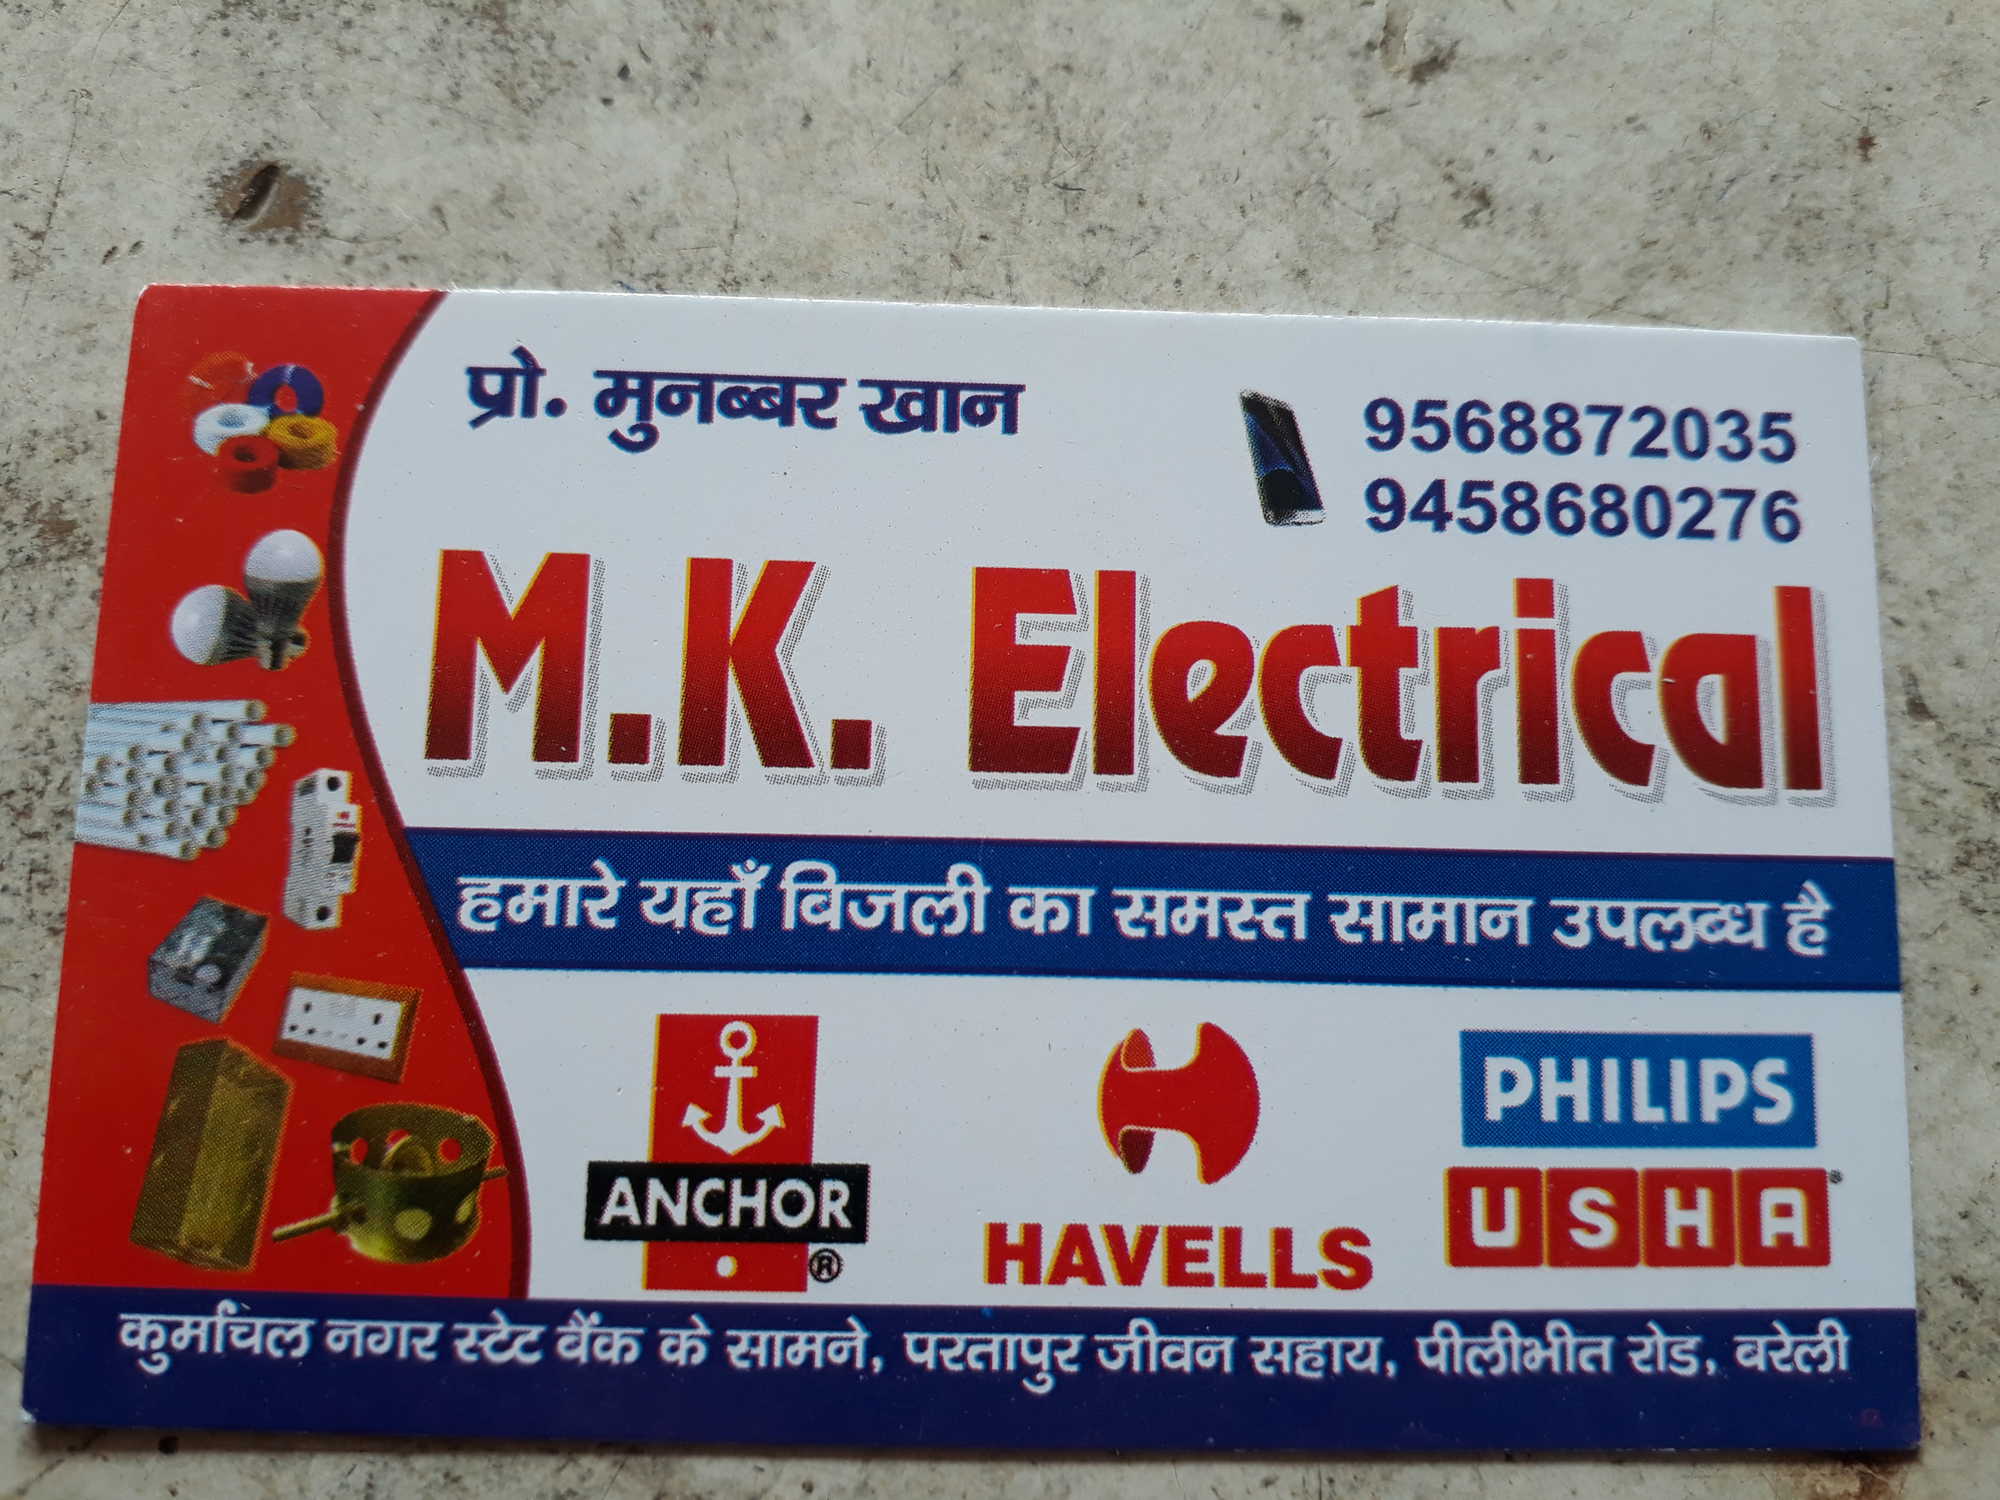 प्रो. मुनब्बर खान
9568872035
9458680276
M.K. Electrical
हमारे यहाँ बिजली का समस्त सामान उपलब्ध है
ANCHOR
®
HAVELLS
PHILIPS
USHA
कुर्मांचल नगर स्टेट बैंक के सामने, परतापुर जीवन सहाय, पीलीभीत रोड, बरेली